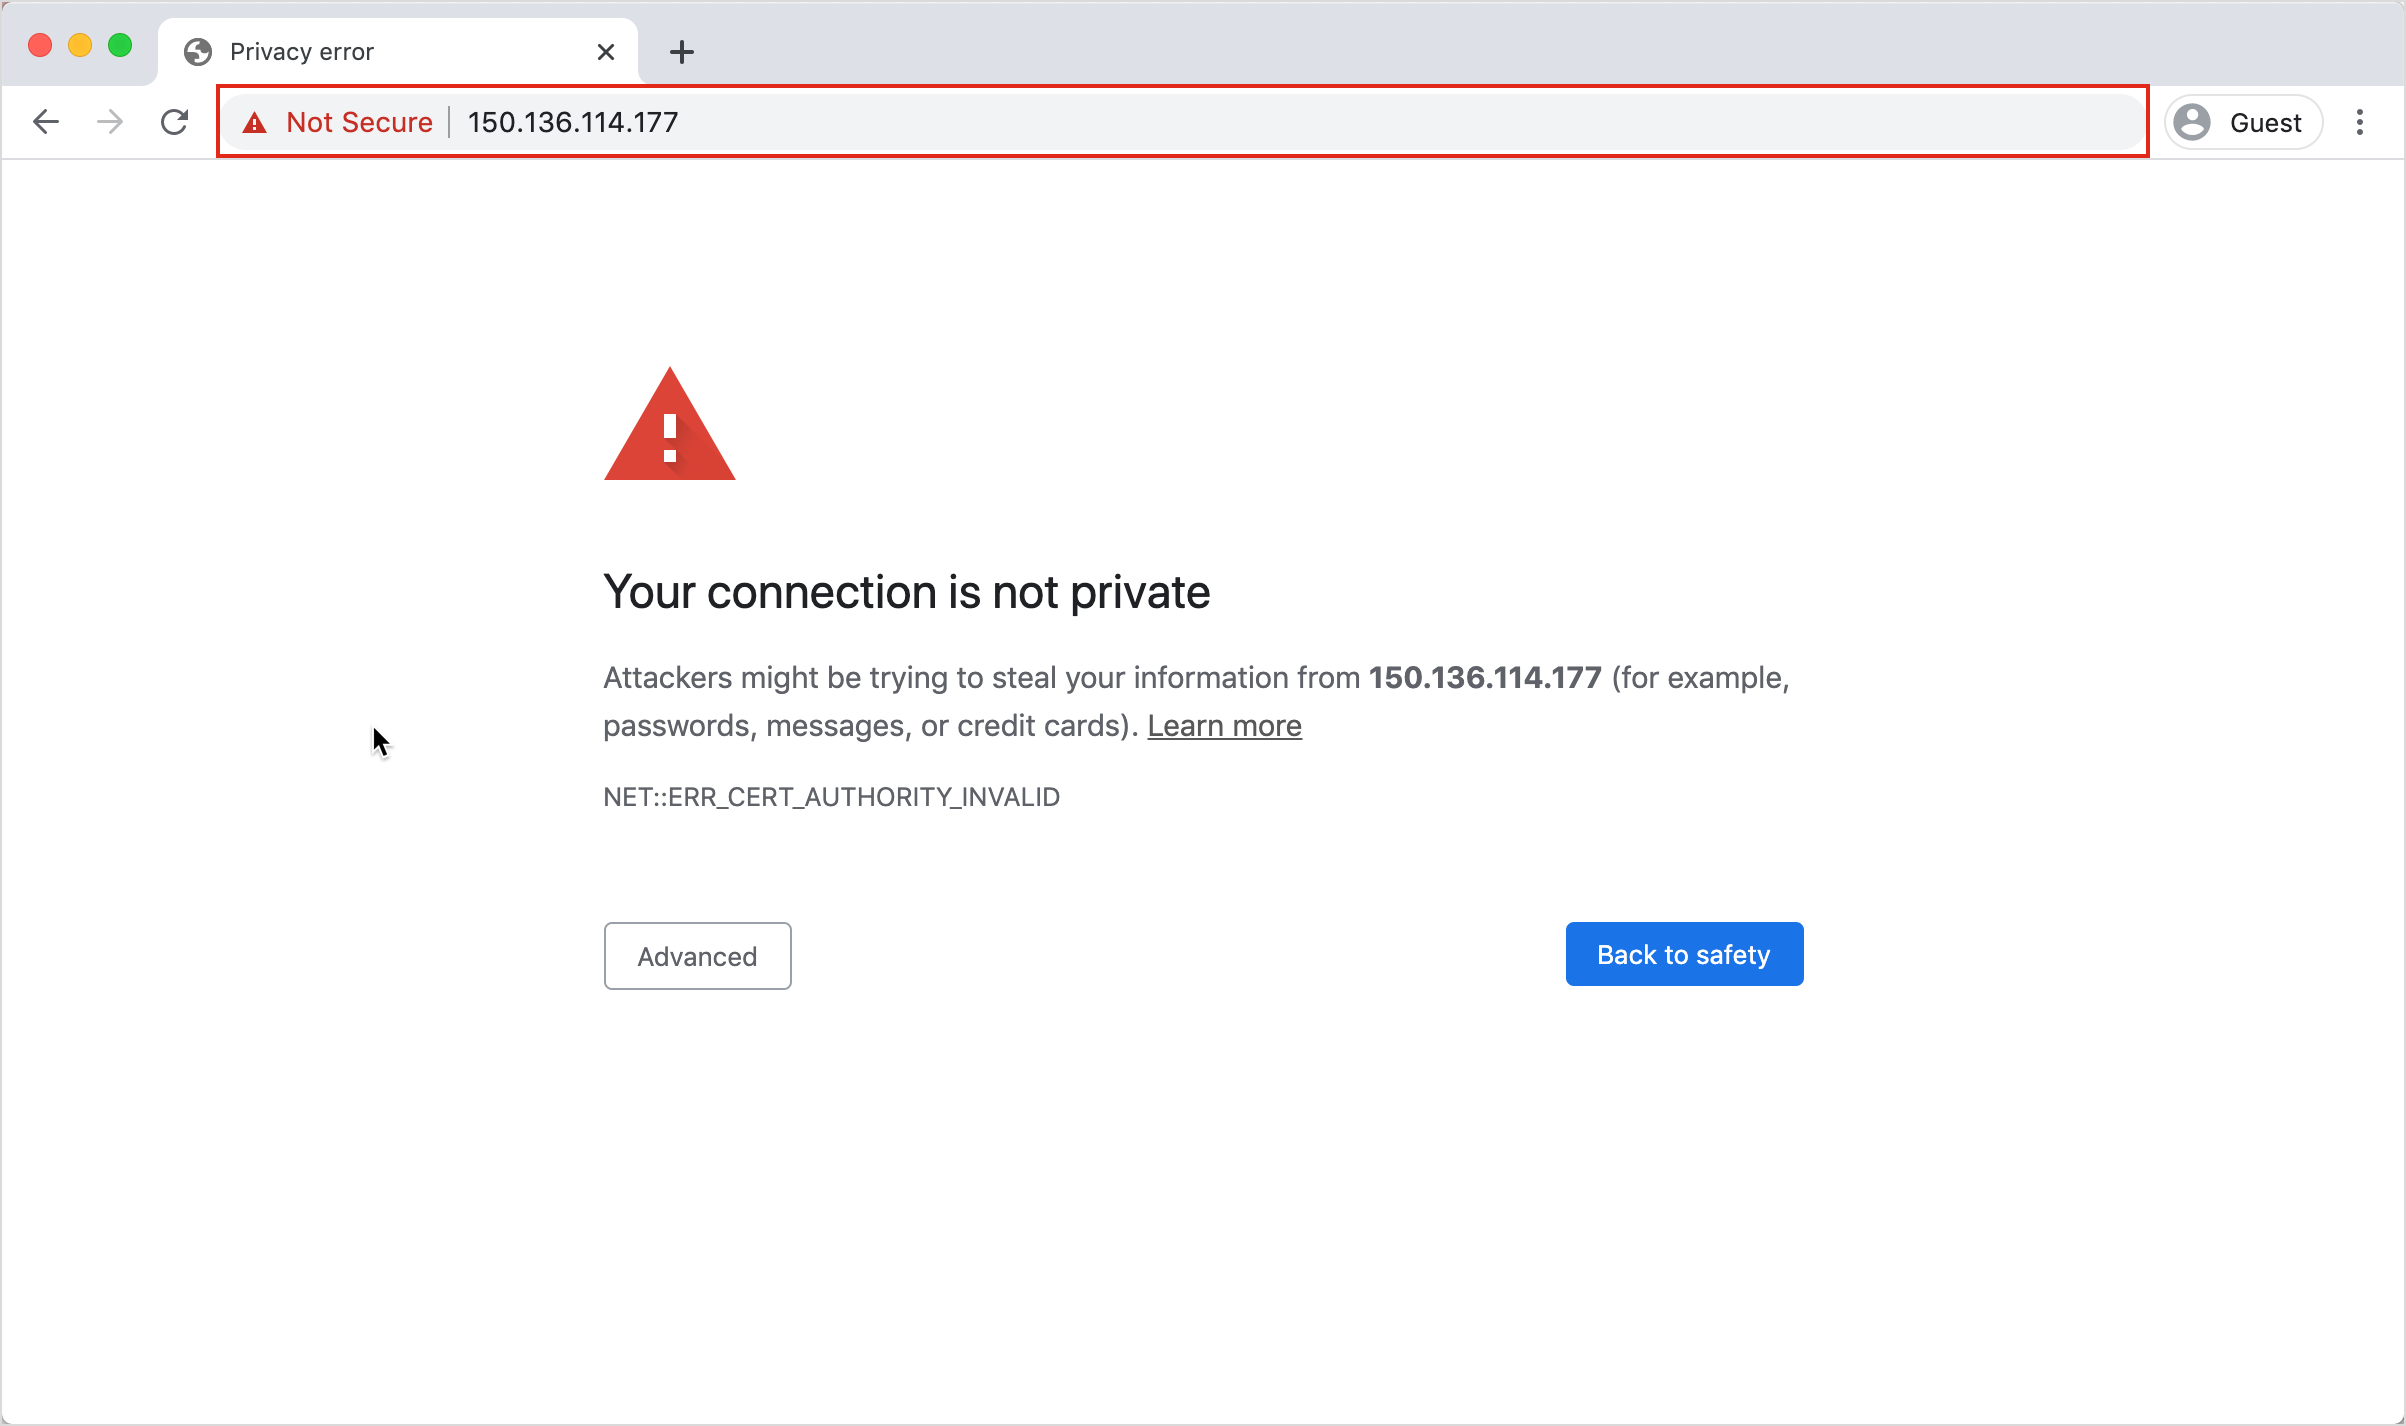 Privacy error
Not Secure 150.136.114.177
Guest
Your connection is not private
Attackers might be trying to steal your information from 150.136.114.177 (for example,
passwords, messages, or credit cards). Learn more
NET::ERR_CERT_AUTHORITY_INVALID
Advanced
Back to safety